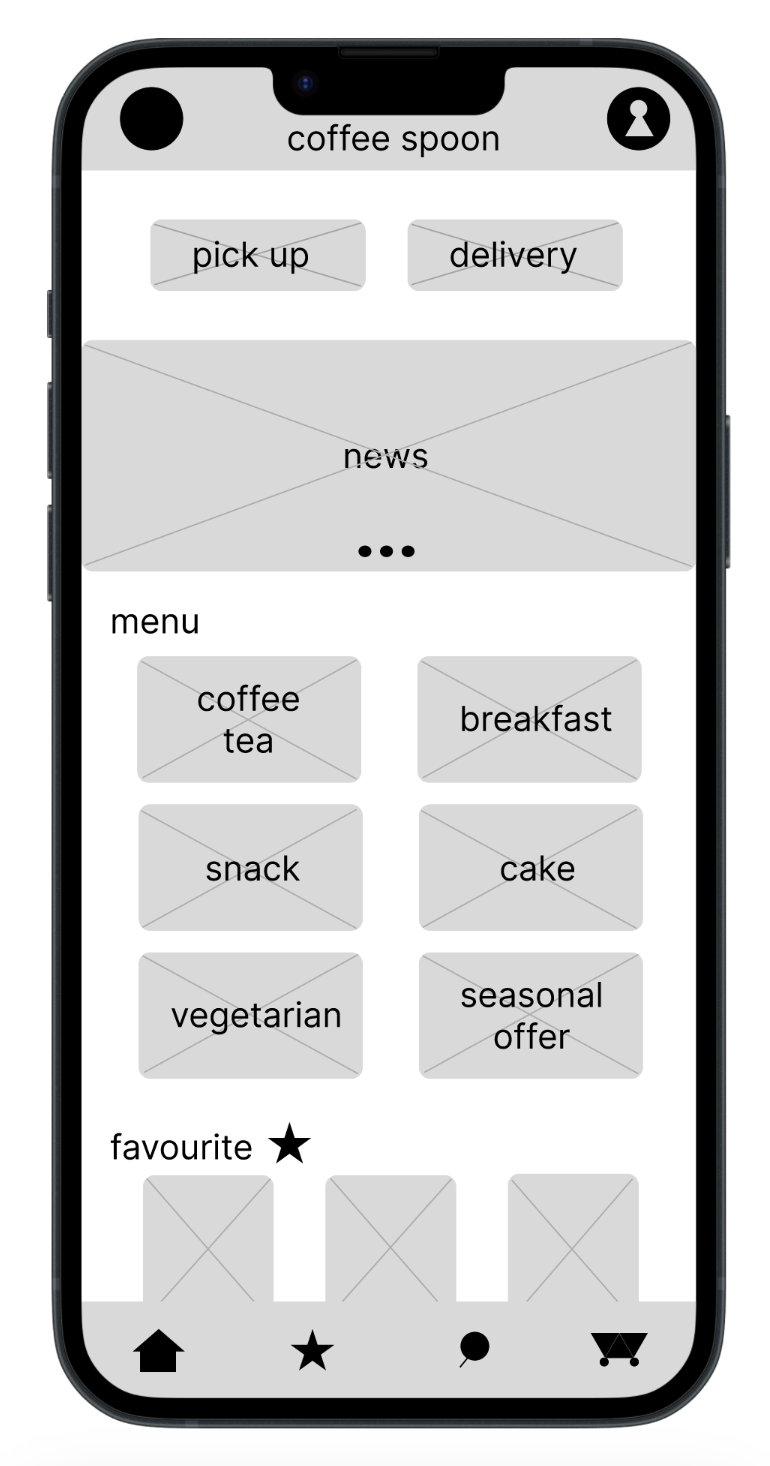 coffee spoon
pick up
delivery
news
menu
coffee
tea
breakfast
snack
cake
vegetarian
seasonal
offer
favourite